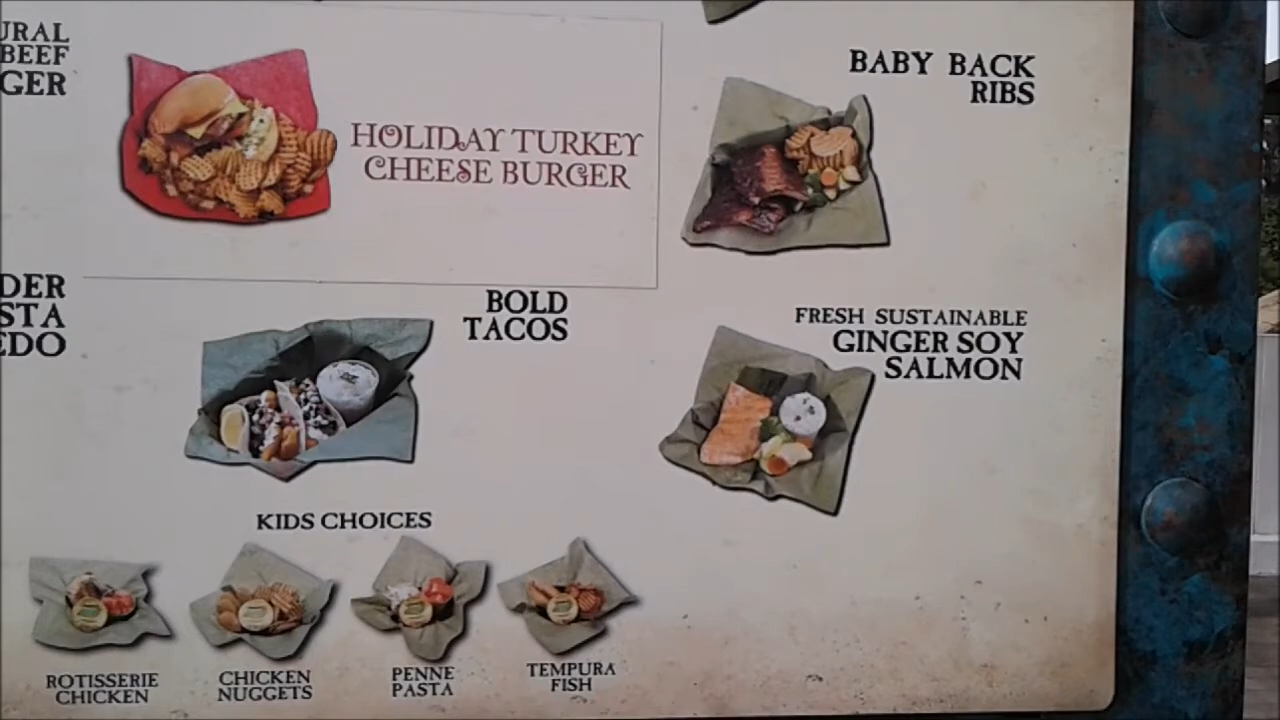 URAL
BEEF
GER
HOLIDAY TURKEY
CHEESE BURGER
BABY BACK
RIBS
DER
STA
EDO
BOLD
TACOS
FRESH SUSTAINABLE
GINGER SOY
SALMON
KIDS CHOICES
ROTISSERIE
CHICKEN
CHICKEN
NUGGETS
PENNE
PASTA
TEMPURA
FISH